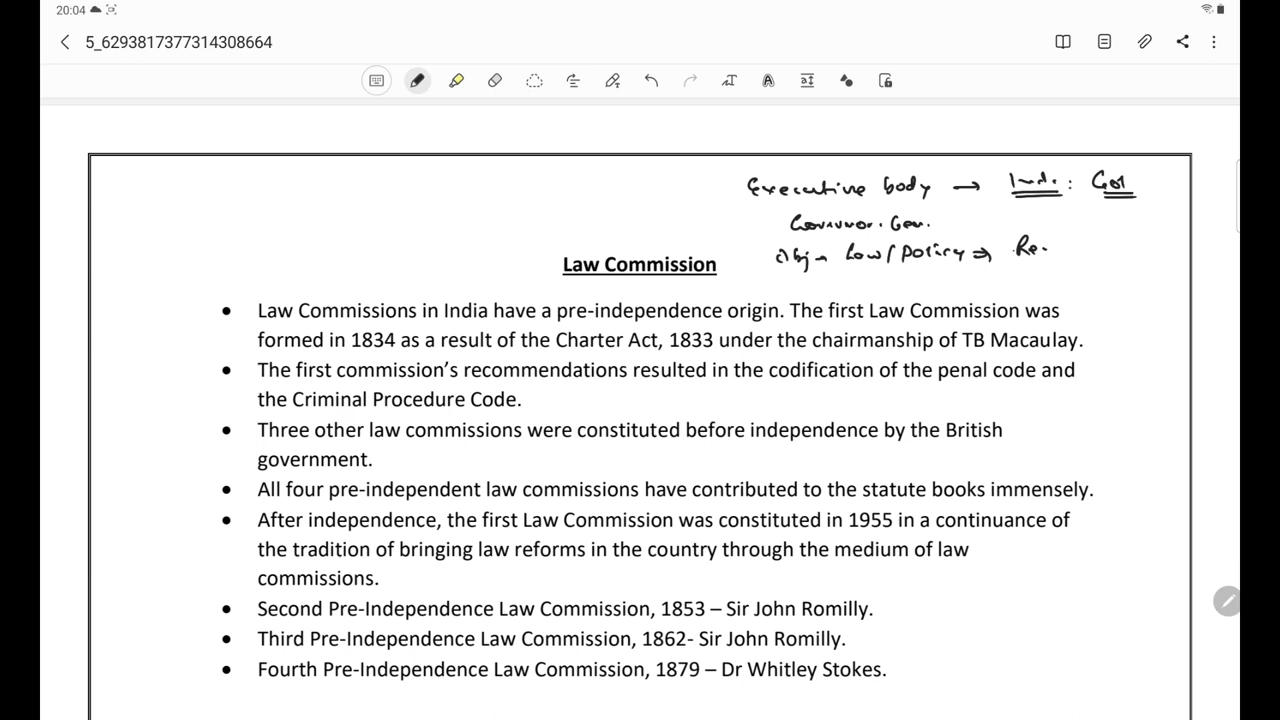 20:04
5_6293817377314308664
Executive body → Ind. : GoI
Governor. Gen.
Obj → Law / Policy ⇒ Re.
Law Commission
• Law Commissions in India have a pre-independence origin. The first Law Commission was
formed in 1834 as a result of the Charter Act, 1833 under the chairmanship of TB Macaulay.
• The first commission’s recommendations resulted in the codification of the penal code and
the Criminal Procedure Code.
• Three other law commissions were constituted before independence by the British
government.
• All four pre-independent law commissions have contributed to the statute books immensely.
• After independence, the first Law Commission was constituted in 1955 in a continuance of
the tradition of bringing law reforms in the country through the medium of law
commissions.
• Second Pre-Independence Law Commission, 1853 – Sir John Romilly.
• Third Pre-Independence Law Commission, 1862- Sir John Romilly.
• Fourth Pre-Independence Law Commission, 1879 – Dr Whitley Stokes.